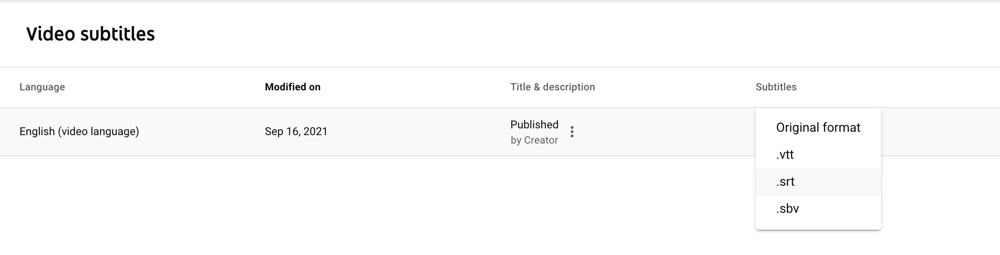 Video subtitles
Language
Modified on
Title & description
Subtitles
English (video language)
Sep 16, 2021
Published
by Creator
Original format
.vtt
.srt
.sbv